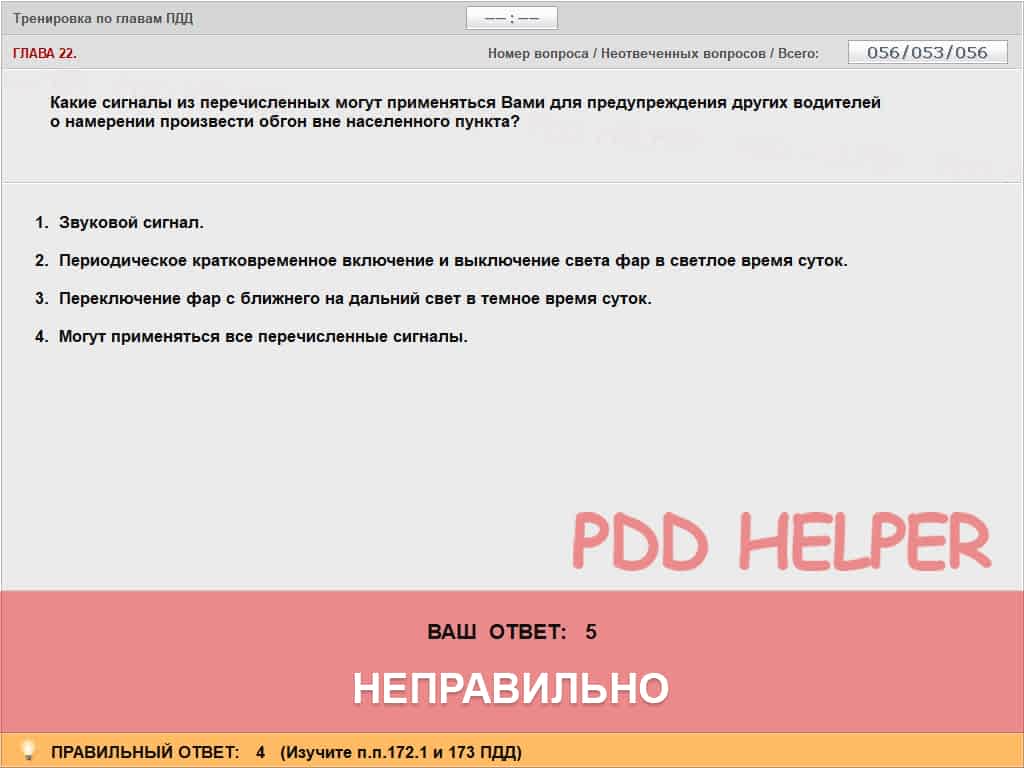 Тренировка по главам ПДД
–– : ––
ГЛАВА 22.
Номер вопроса / Неотвеченных вопросов / Всего: 056/053/056
Какие сигналы из перечисленных могут применяться Вами для предупреждения других водителей
о намерении произвести обгон вне населенного пункта?
1. Звуковой сигнал.
2. Периодическое кратковременное включение и выключение света фар в светлое время суток.
3. Переключение фар с ближнего на дальний свет в темное время суток.
4. Могут применяться все перечисленные сигналы.
PDD HELPER
ВАШ ОТВЕТ: 5
НЕПРАВИЛЬНО
ПРАВИЛЬНЫЙ ОТВЕТ: 4 (Изучите п.п.172.1 и 173 ПДД)